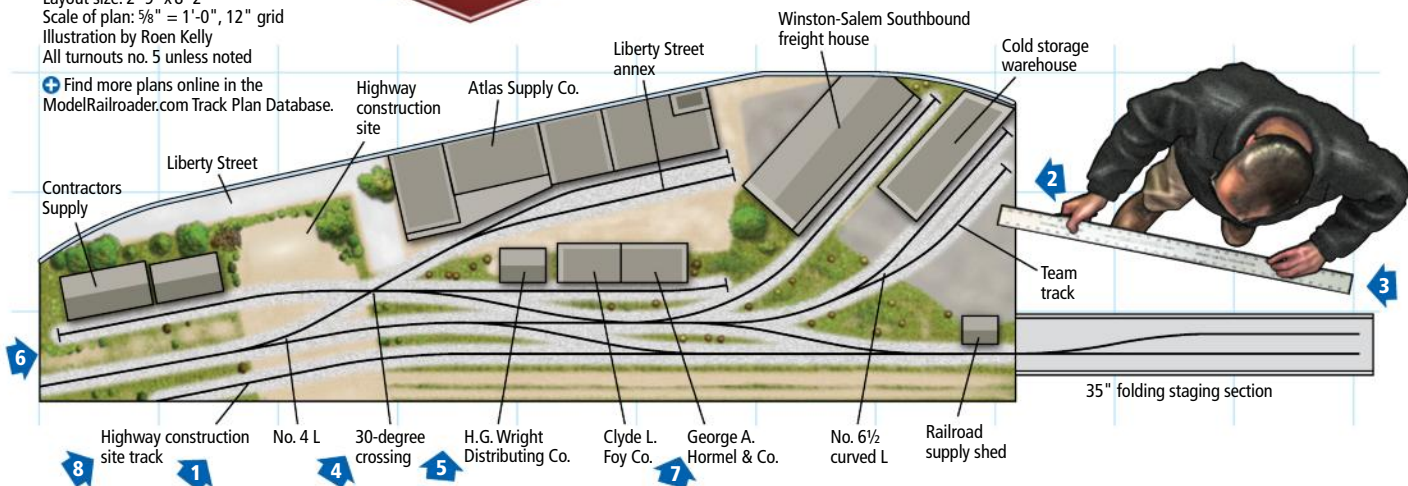 Scale of plan: ⅝" = 1'-0", 12" grid
Illustration by Roen Kelly
All turnouts no. 5 unless noted
Find more plans online in the
ModelRailroader.com Track Plan Database.
Contractors
Supply
Liberty Street
Highway
construction
site
Atlas Supply Co.
Liberty Street
annex
Winston-Salem Southbound
freight house
Cold storage
warehouse
2
3
Team
track
6
35" folding staging section
Highway construction
site track
No. 4 L
30-degree
crossing
H.G. Wright
Distributing Co.
Clyde L.
Foy Co.
George A.
Hormel & Co.
No. 6½
curved L
Railroad
supply shed
8
1
4
5
7